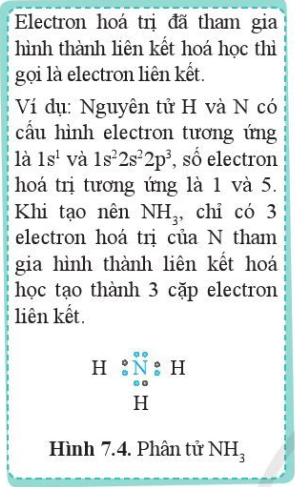 Electron hoá trị đã tham gia
hình thành liên kết hoá học thì
gọi là electron liên kết.
Ví dụ: Nguyên tử H và N có
cấu hình electron tương ứng
là 1s¹ và 1s²2s²2p³, số electron
hoá trị tương ứng là 1 và 5.
Khi tạo nên NH₃, chỉ có 3
electron hoá trị của N tham
gia hình thành liên kết hoá
học tạo thành 3 cặp electron
liên kết.
H N H
H
Hình 7.4. Phân tử NH₃